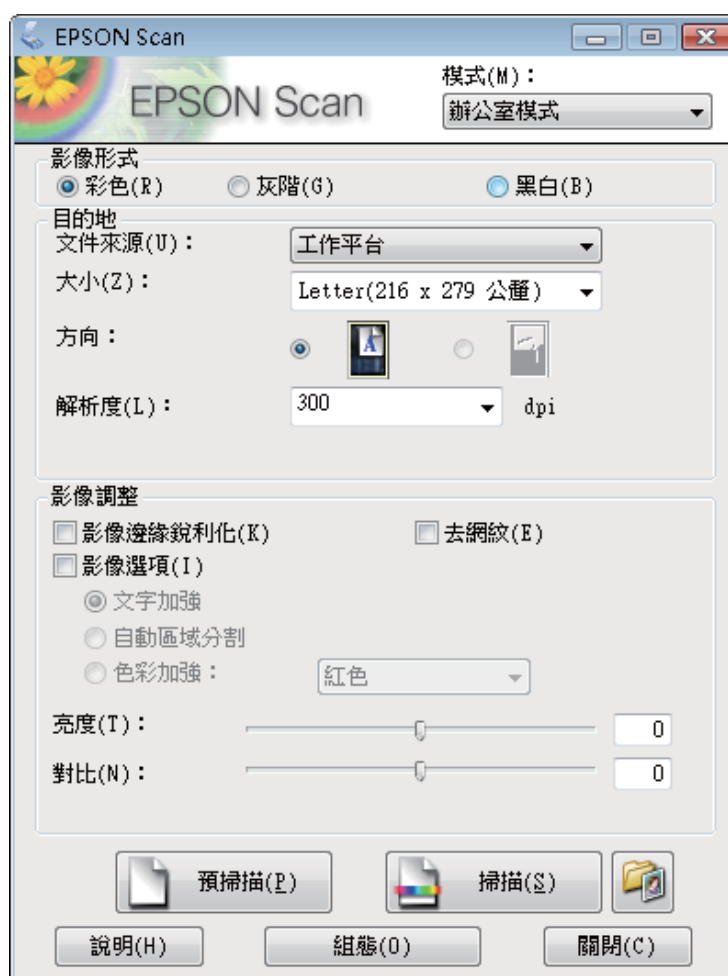 EPSON Scan
EPSON Scan
模式(M)：
辦公室模式
影像形式
彩色(R) 灰階(G) 黑白(B)
目的地
文件來源(U)： 工作平台
大小(Z)： Letter(216 x 279 公釐)
方向： A
解析度(L)： 300 dpi
影像調整
影像邊緣銳利化(K) 去網紋(E)
影像選項(I)
文字加強
自動區域分割
色彩加強： 紅色
亮度(T)： 0
對比(N)： 0
預掃描(P) 掃描(S)
說明(H) 組態(O) 關閉(C)